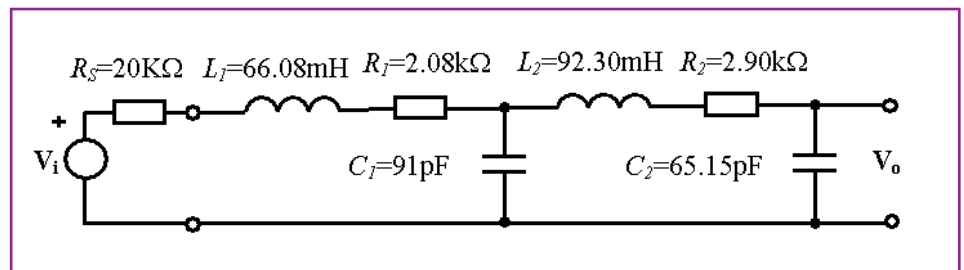 R_S=20KΩ L_1=66.08mH R_1=2.08kΩ L_2=92.30mH R_2=2.90kΩ
+
V_i C_1=91pF C_2=65.15pF V_o